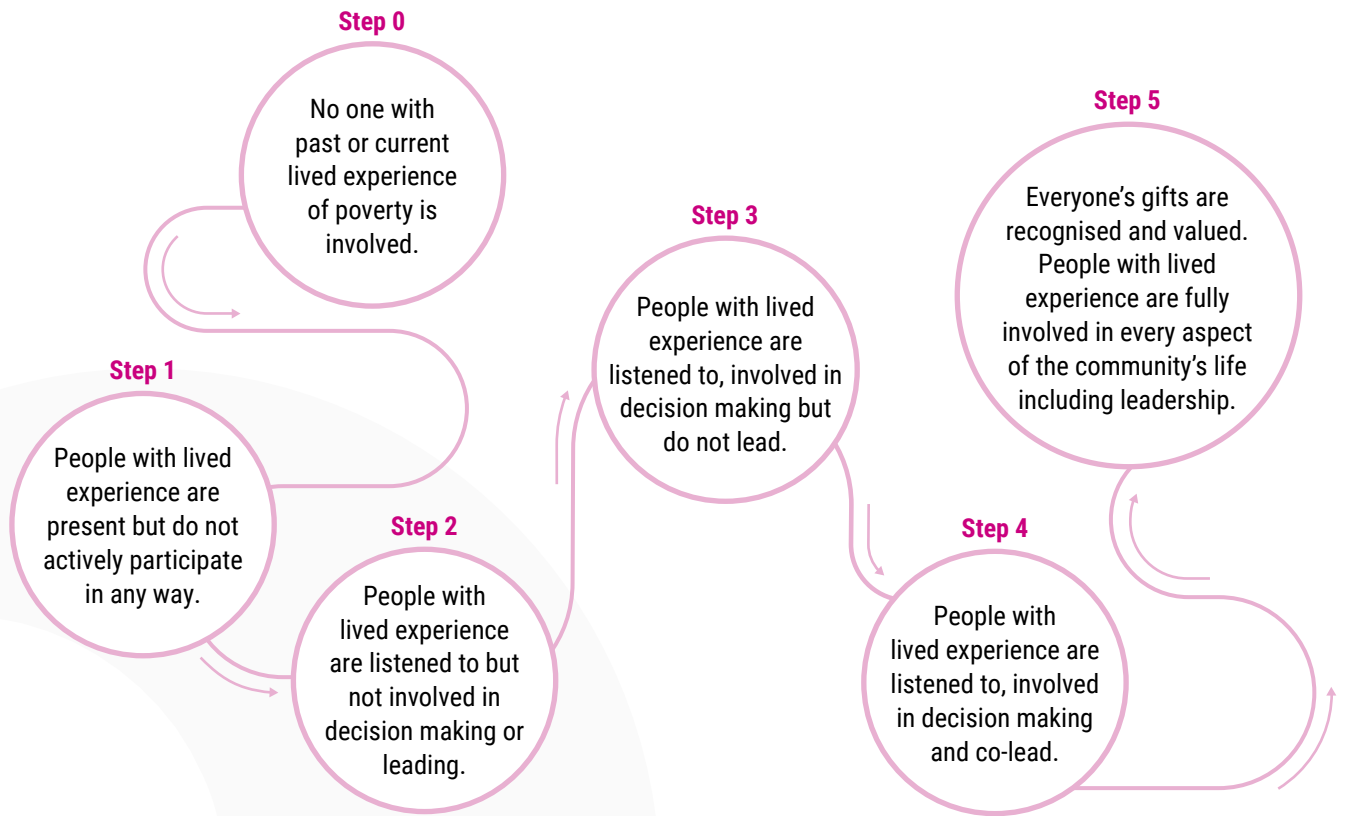 Step 0
No one with
past or current
lived experience
of poverty is
involved.
Step 1
People with lived
experience are
present but do not
actively participate
in any way.
Step 2
People with
lived experience
are listened to but
not involved in
decision making or
leading.
Step 3
People with lived
experience are
listened to, involved in
decision making but
do not lead.
Step 4
People with
lived experience are
listened to, involved
in decision making
and co-lead.
Step 5
Everyone’s gifts are
recognised and valued.
People with lived
experience are fully
involved in every aspect
of the community’s life
including leadership.